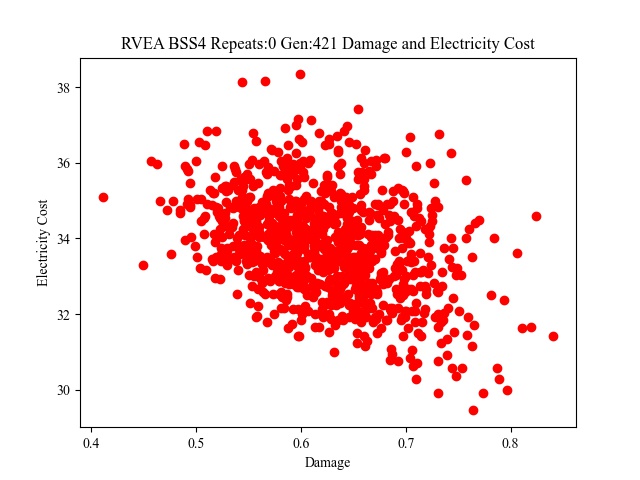 RVEA BSS4 Repeats:0 Gen:421 Damage and Electricity Cost
38
36
34
32
30
Electricity Cost
0.4 0.5 0.6 0.7 0.8
Damage